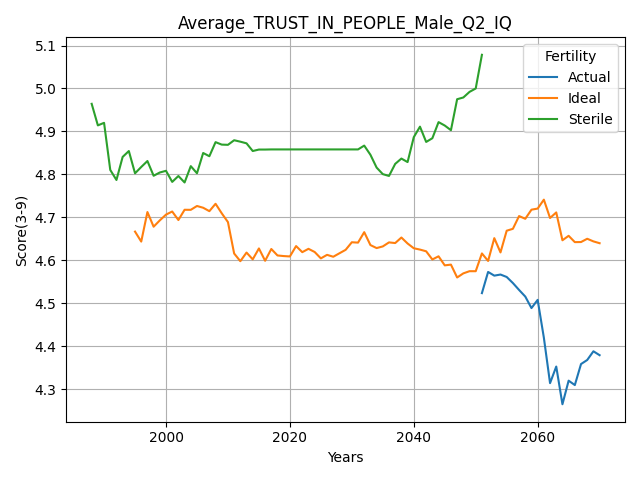 Average_TRUST_IN_PEOPLE_Male_Q2_IQ
Fertility
Actual
Ideal
Sterile
Score(3-9)
5.1
5.0
4.9
4.8
4.7
4.6
4.5
4.4
4.3
2000 2020 2040 2060
Years